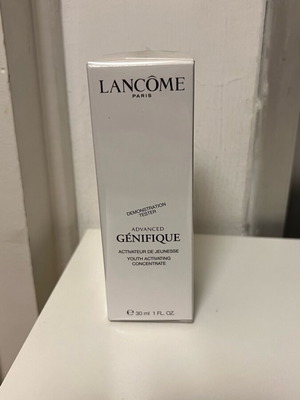 LANCÔME
PARIS
DEMONSTRATION
TESTER
ADVANCED
GÉNIFIQUE
ACTIVATEUR DE JEUNESSE
YOUTH ACTIVATING
CONCENTRATE
℮ 30 ml 1 FL. OZ.